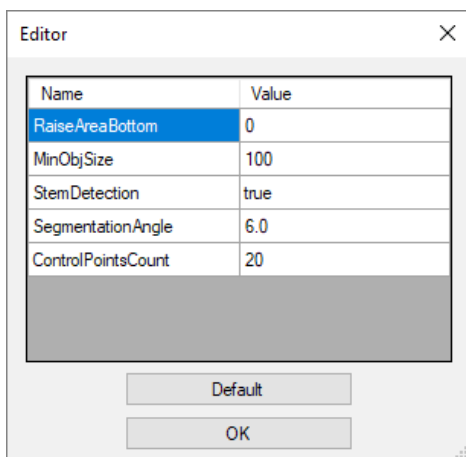 Editor
Name Value
RaiseAreaBottom 0
MinObjSize 100
StemDetection true
SegmentationAngle 6.0
ControlPointsCount 20
Default
OK